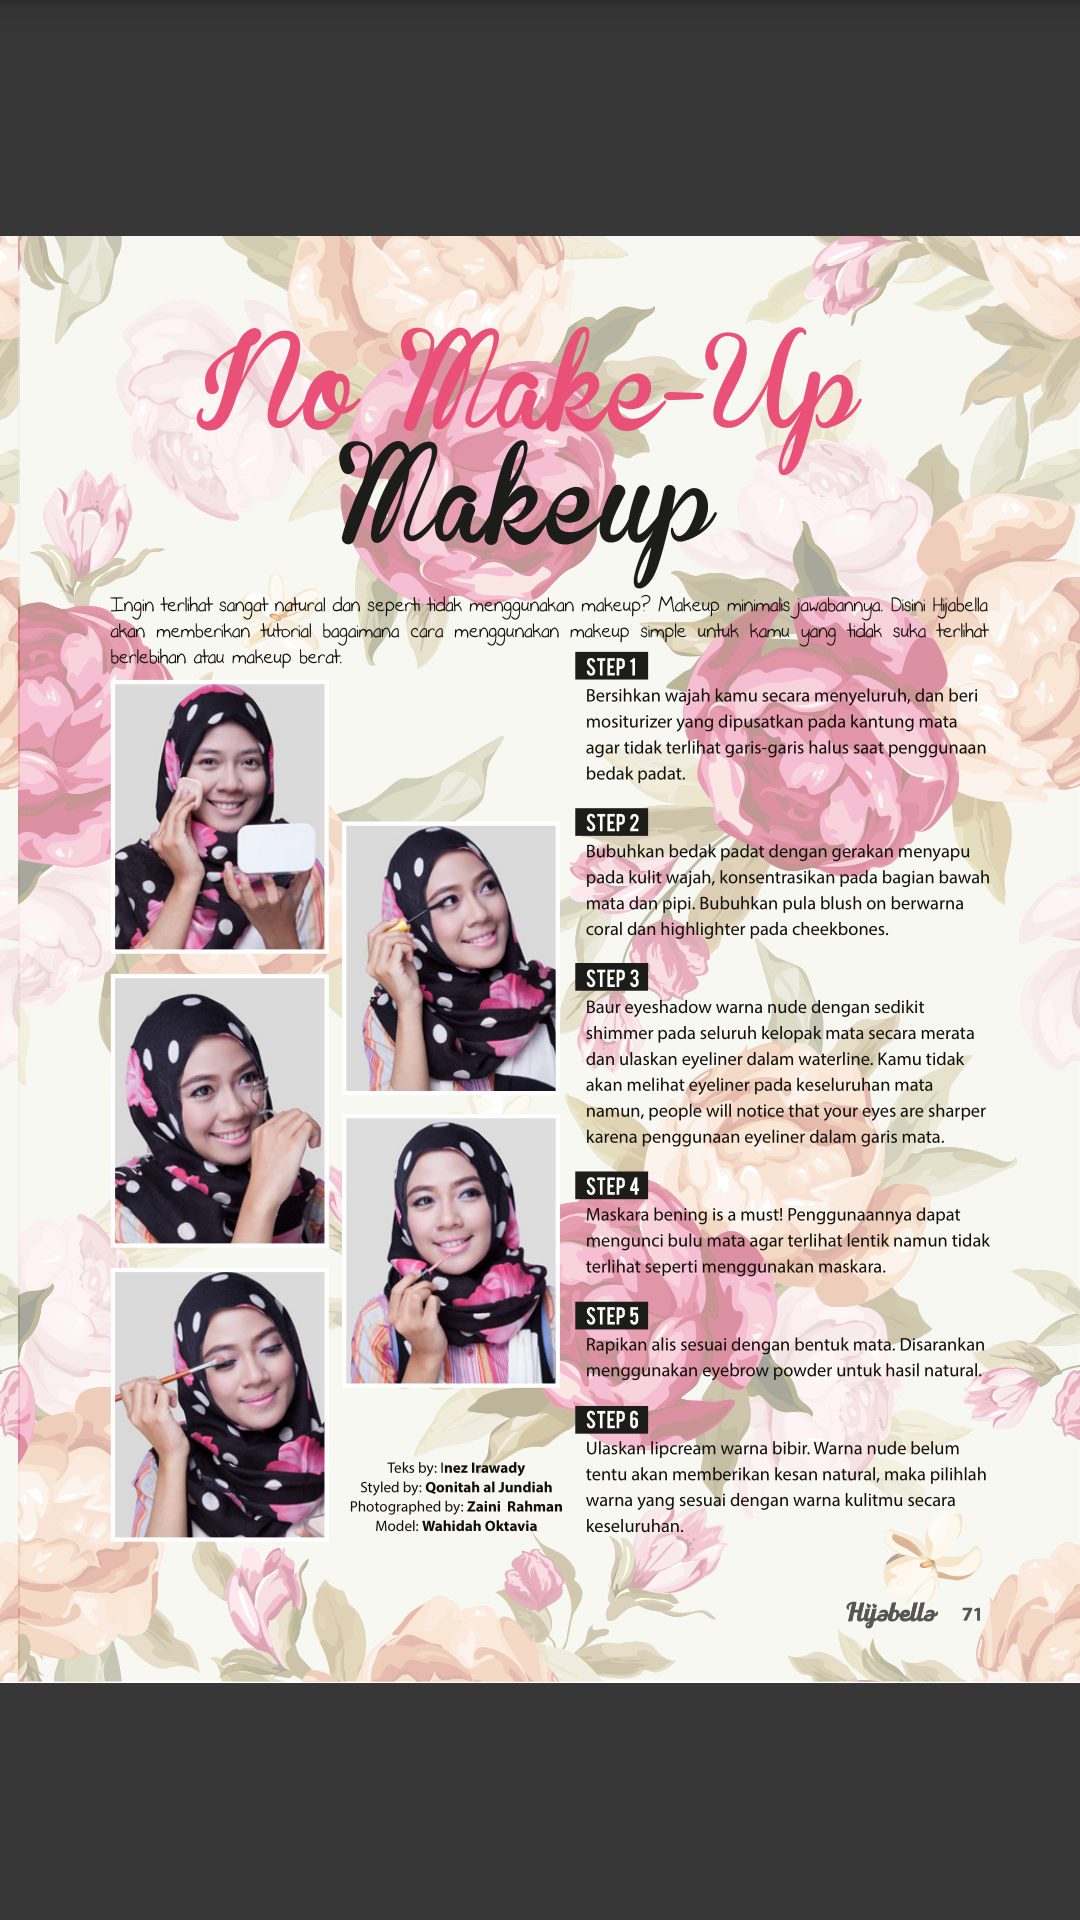 No Make-Up
Makeup
Ingin terlihat sangat natural dan seperti tidak menggunakan makeup? Makeup minimalis jawabannya. Disini Hijabella
akan memberikan tutorial bagaimana cara menggunakan makeup simple untuk kamu yang tidak suka terlihat
berlebihan atau makeup berat.
STEP 1
Bersihkan wajah kamu secara menyeluruh, dan beri
mositurizer yang dipusatkan pada kantung mata
agar tidak terlihat garis-garis halus saat penggunaan
bedak padat.
STEP 2
Bubuhkan bedak padat dengan gerakan menyapu
pada kulit wajah, konsentrasikan pada bagian bawah
mata dan pipi. Bubuhkan pula blush on berwarna
coral dan highlighter pada cheekbones.
STEP 3
Baur eyeshadow warna nude dengan sedikit
shimmer pada seluruh kelopak mata secara merata
dan ulaskan eyeliner dalam waterline. Kamu tidak
akan melihat eyeliner pada keseluruhan mata
namun, people will notice that your eyes are sharper
karena penggunaan eyeliner dalam garis mata.
STEP 4
Maskara bening is a must! Penggunaannya dapat
mengunci bulu mata agar terlihat lentik namun tidak
terlihat seperti menggunakan maskara.
STEP 5
Rapikan alis sesuai dengan bentuk mata. Disarankan
menggunakan eyebrow powder untuk hasil natural.
STEP 6
Ulaskan lipcream warna bibir. Warna nude belum
tentu akan memberikan kesan natural, maka pilihlah
warna yang sesuai dengan warna kulitmu secara
keseluruhan.
Teks by: Inez Irawady
Styled by: Qonitah al Jundiah
Photographed by: Zaini Rahman
Model: Wahidah Oktavia
Hijabella 71